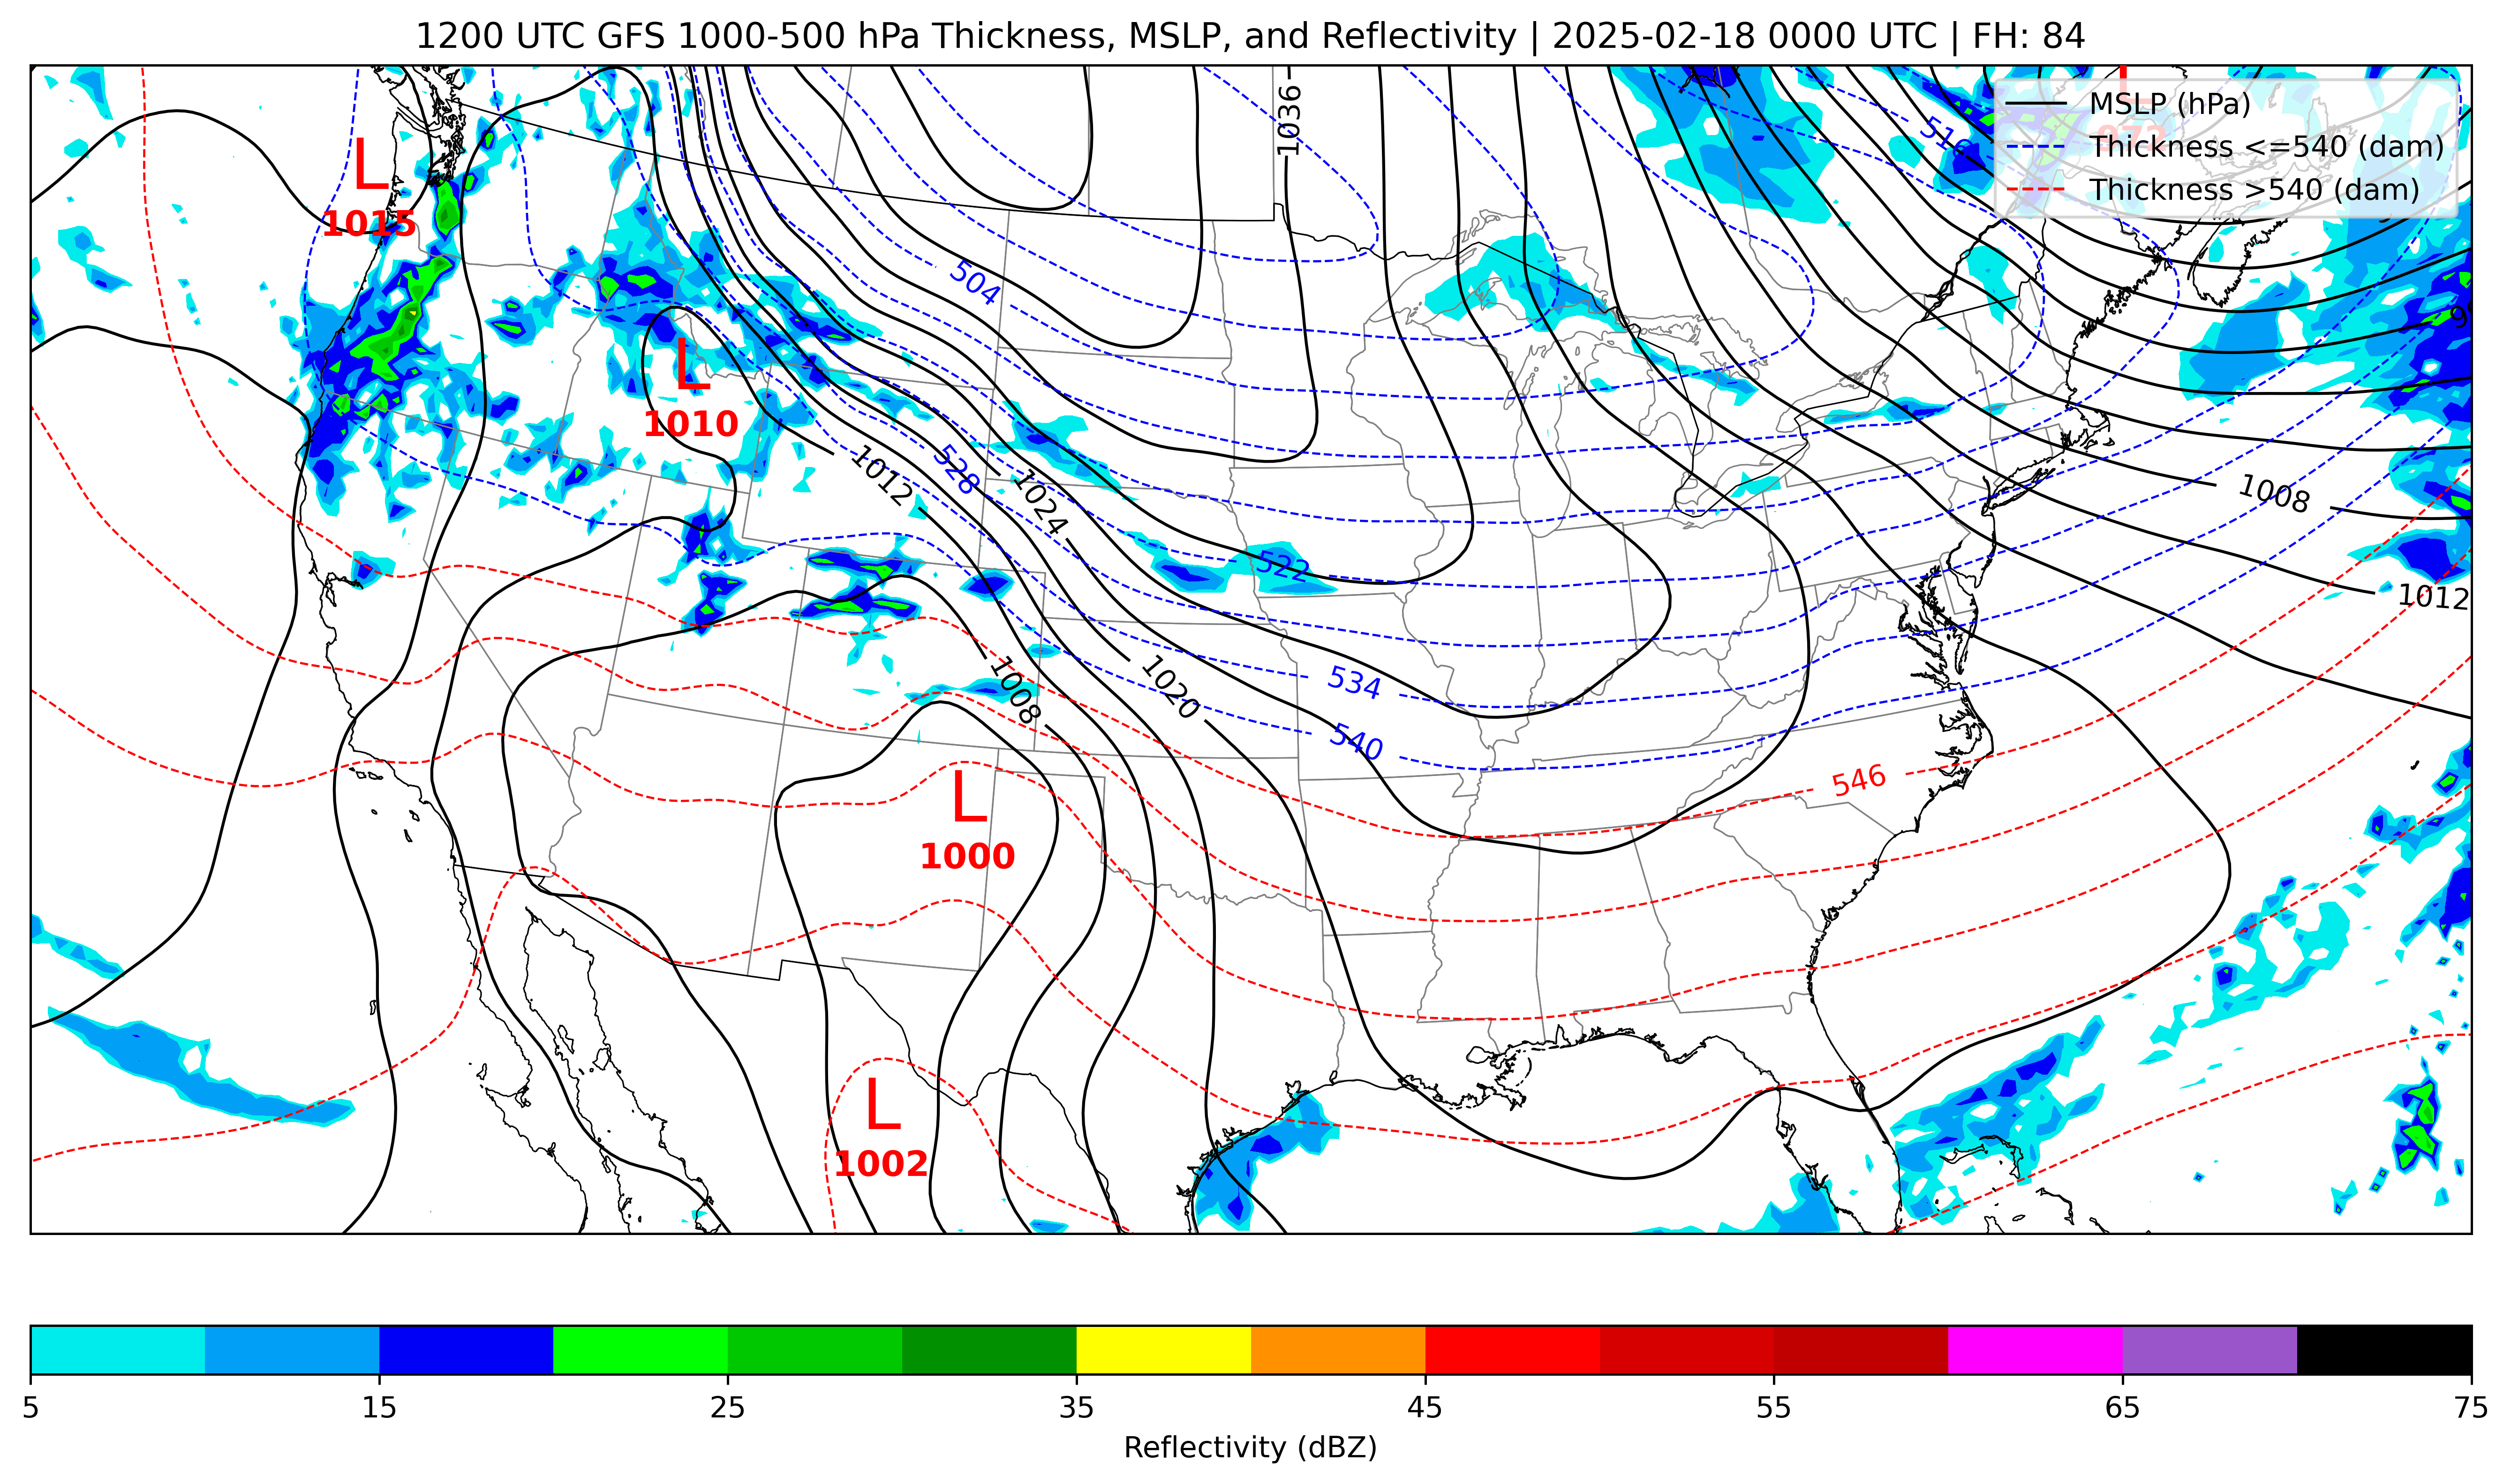 1200 UTC GFS 1000-500 hPa Thickness, MSLP, and Reflectivity | 2025-02-18 0000 UTC | FH: 84
MSLP (hPa)
Thickness <=540 (dam)
Thickness >540 (dam)
L
972
1036
516
L
1015
504
L
1010
1012
528
1024
1008
522
1012
534
1008
1020
540
546
L
1000
L
1002
5
15
25
35
45
55
65
75
Reflectivity (dBZ)